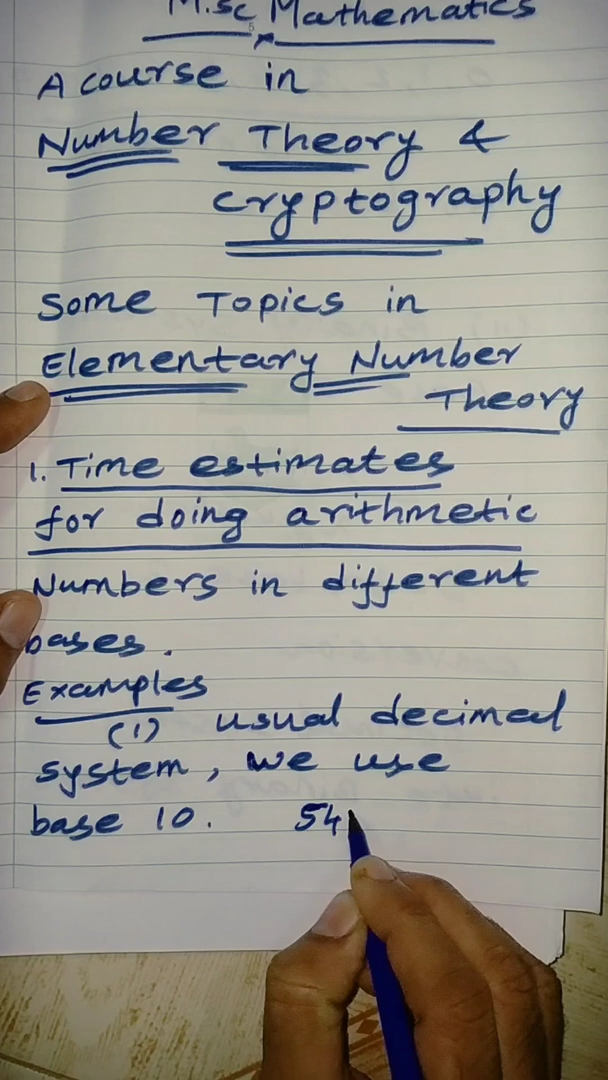 M.Sc Mathematics
A course in
Number Theory &
cryptography
Some Topics in
Elementary Number
Theory
1. Time estimates
for doing arithmetic
Numbers in different
bases.
Examples
(1) usual decimal
system, we use
base 10. 54